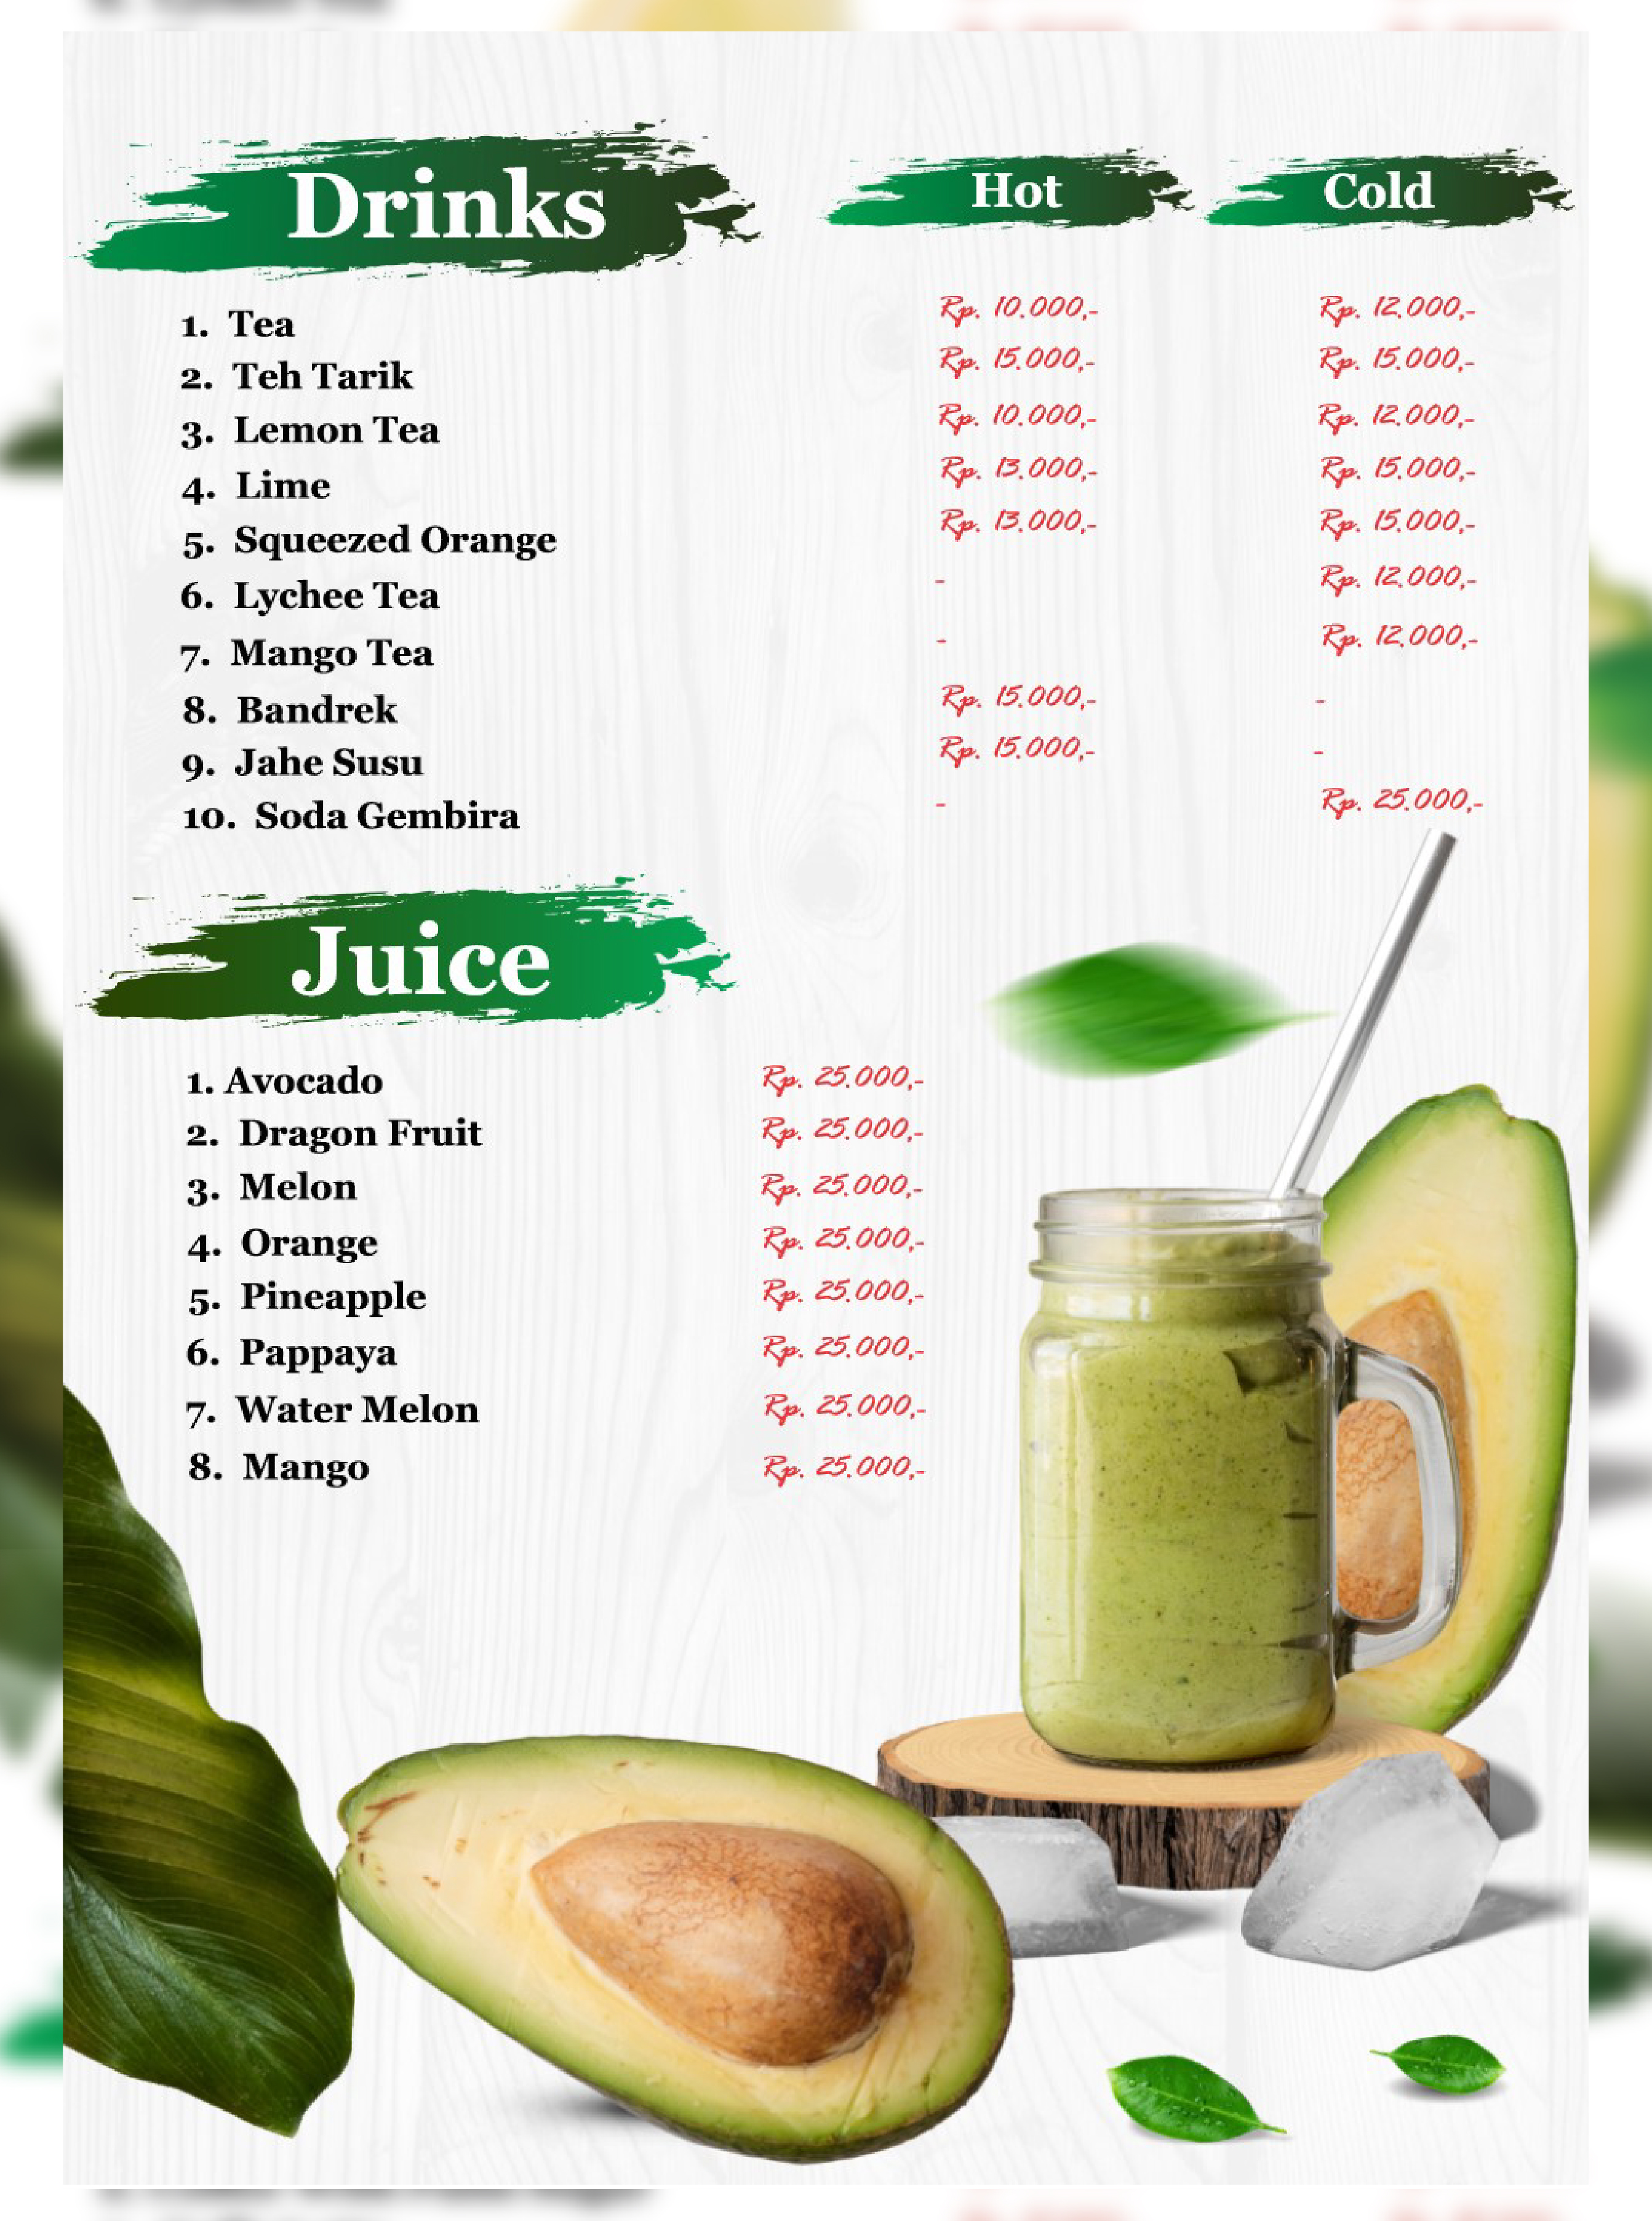 Drinks Hot Cold
1. Tea Rp. 10.000,- Rp. 12.000,-
2. Teh Tarik Rp. 15.000,- Rp. 15.000,-
3. Lemon Tea Rp. 10.000,- Rp. 12.000,-
4. Lime Rp. 13.000,- Rp. 15.000,-
5. Squeezed Orange Rp. 13.000,- Rp. 15.000,-
6. Lychee Tea - Rp. 12.000,-
7. Mango Tea - Rp. 12.000,-
8. Bandrek Rp. 15.000,- -
9. Jahe Susu Rp. 15.000,- -
10. Soda Gembira - Rp. 25.000,-
Juice
1. Avocado Rp. 25.000,-
2. Dragon Fruit Rp. 25.000,-
3. Melon Rp. 25.000,-
4. Orange Rp. 25.000,-
5. Pineapple Rp. 25.000,-
6. Pappaya Rp. 25.000,-
7. Water Melon Rp. 25.000,-
8. Mango Rp. 25.000,-